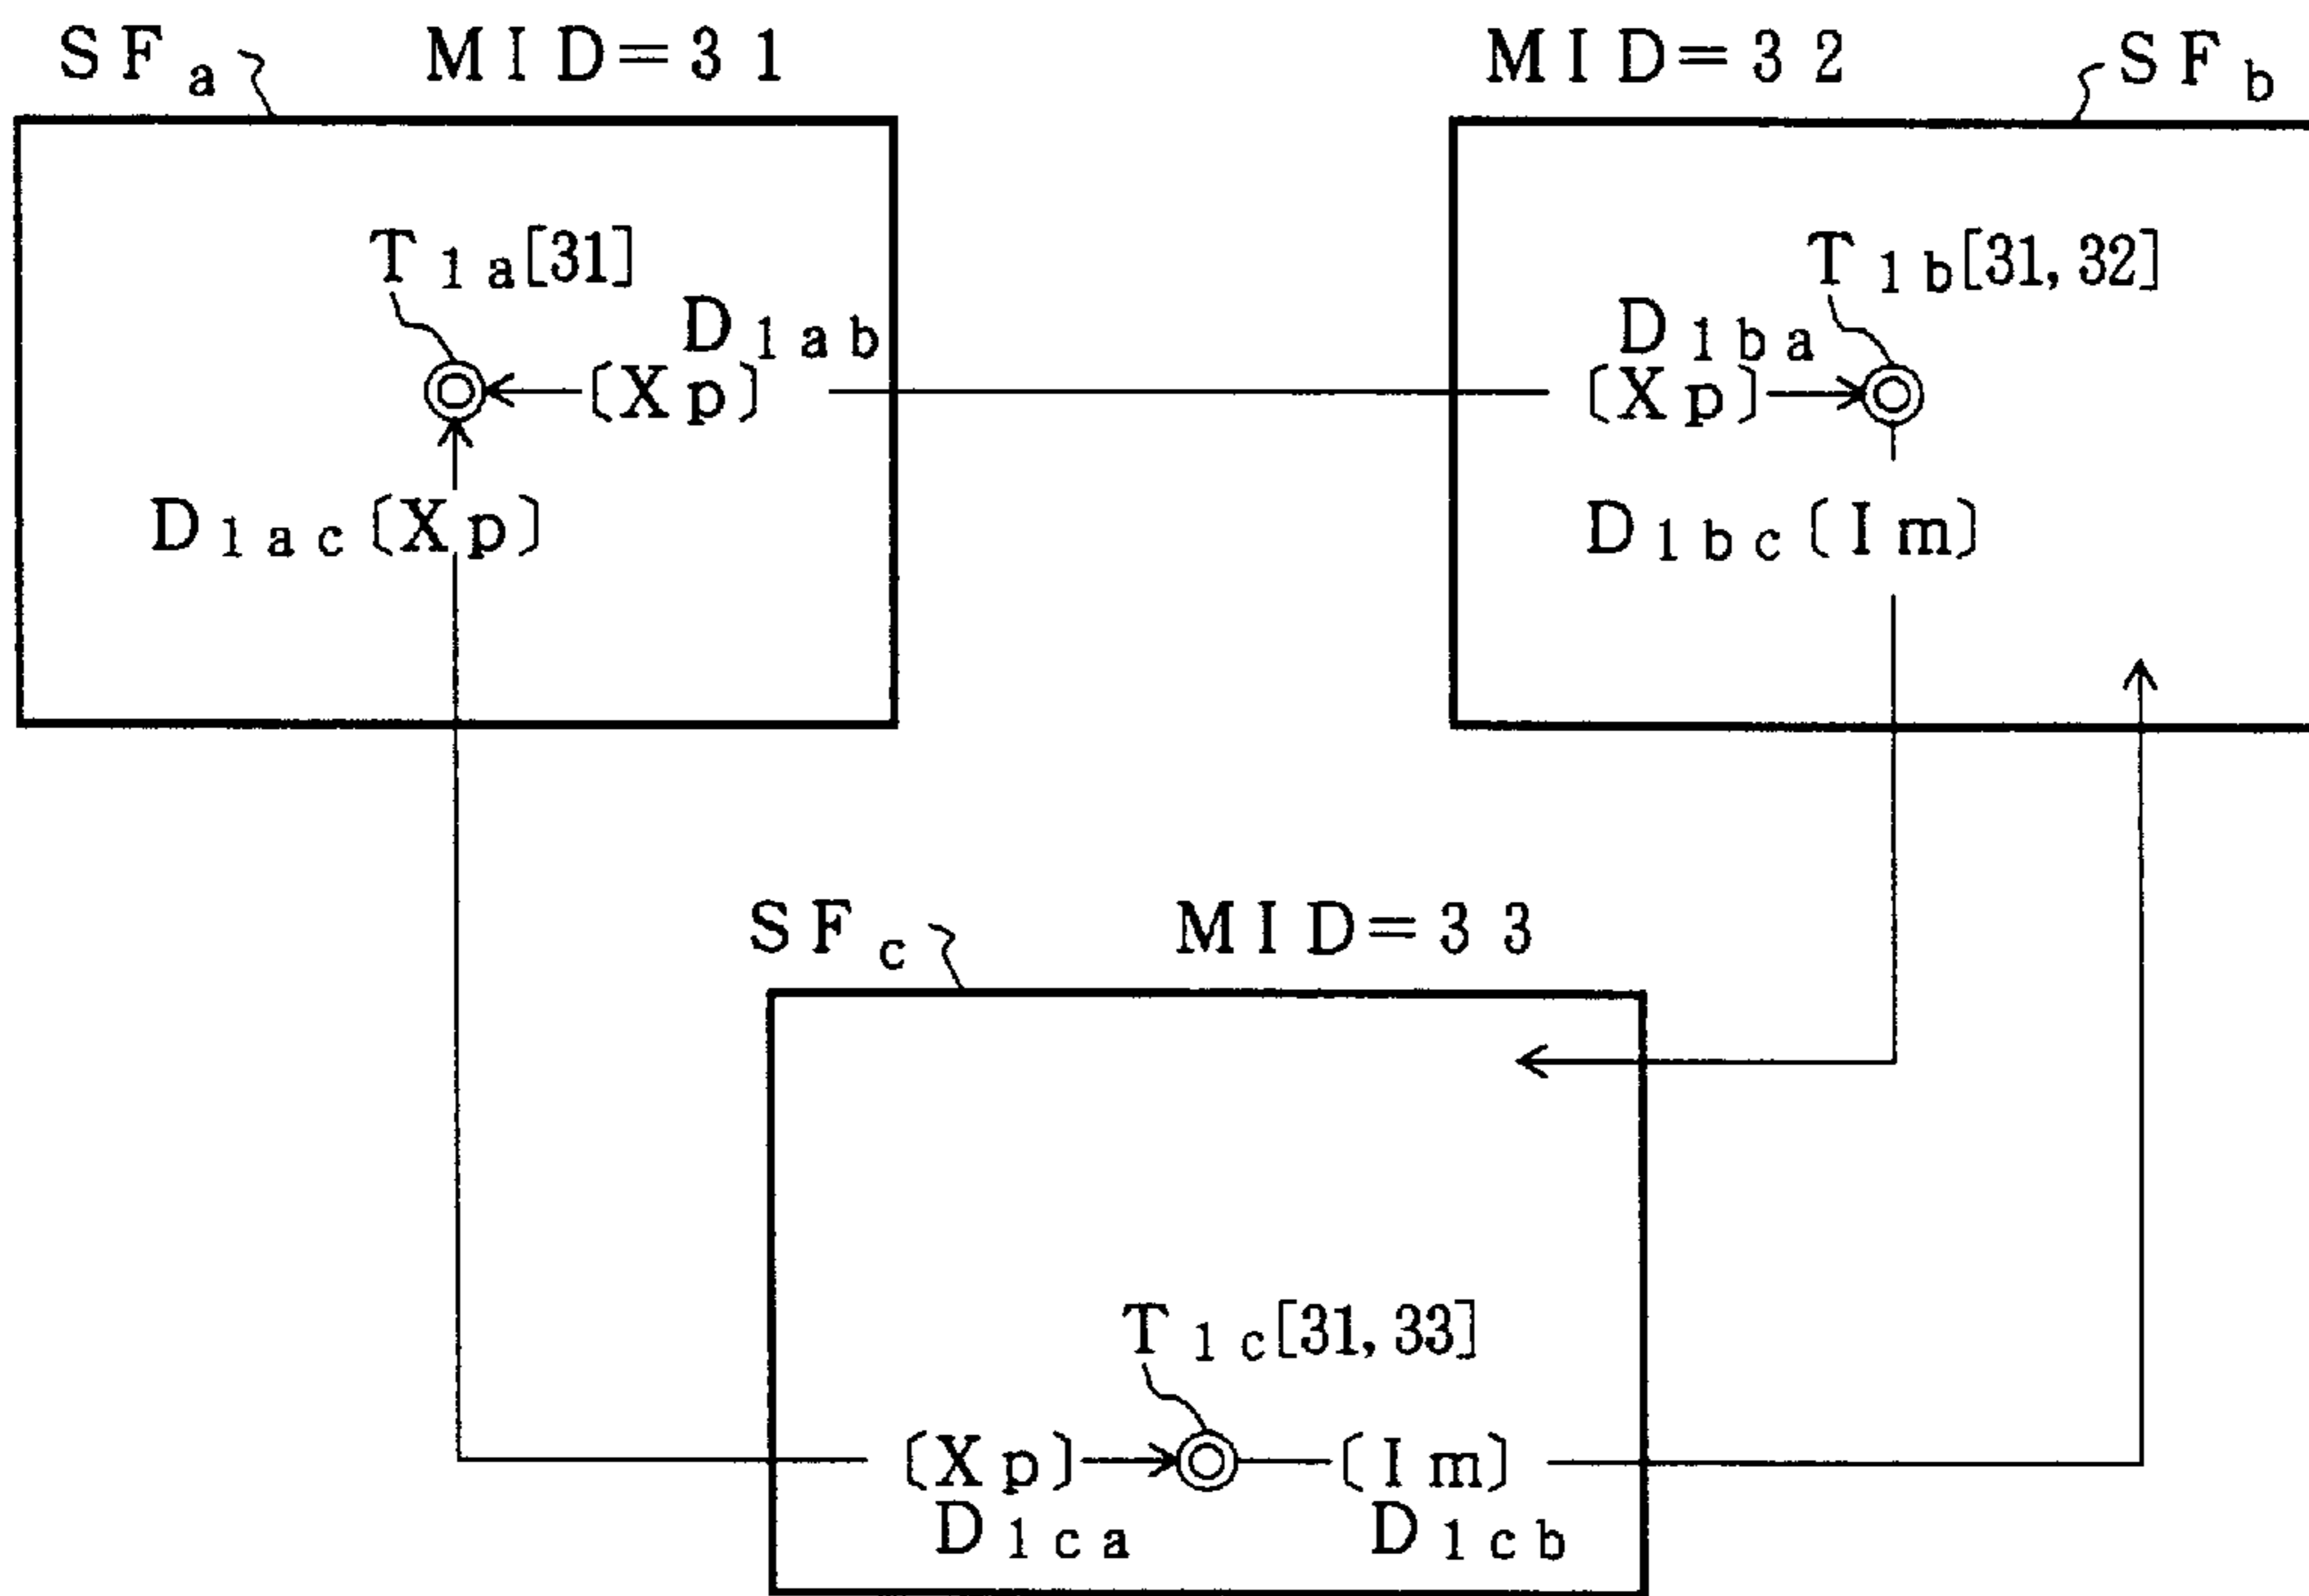 SFa MID=31
MID=32 SFb
T1a[31]
D1ab
(Xp)
D1ac(Xp)
T1b[31,32]
D1ba
(Xp)
D1bc(Im)
SFc MID=33
T1c[31,33]
(Xp) (Im)
D1ca D1cb